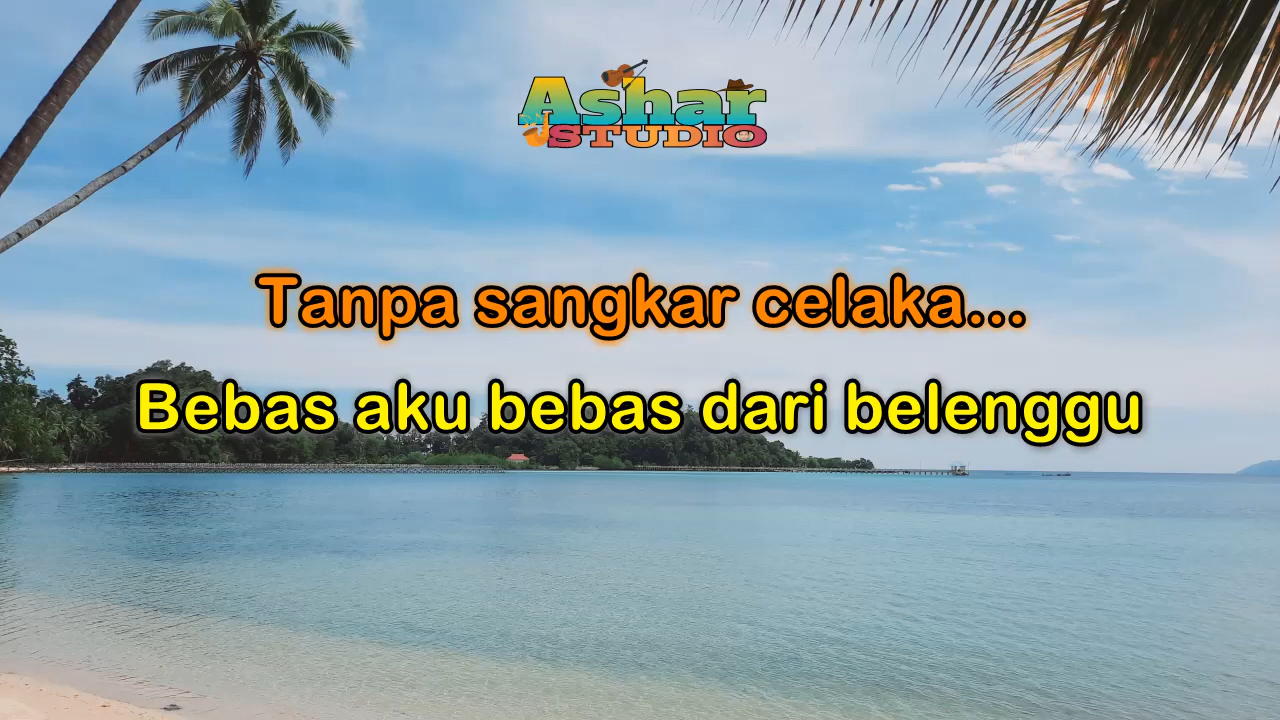 Ashar
STUDIO
Tanpa sangkar celaka...
Bebas aku bebas dari belenggu